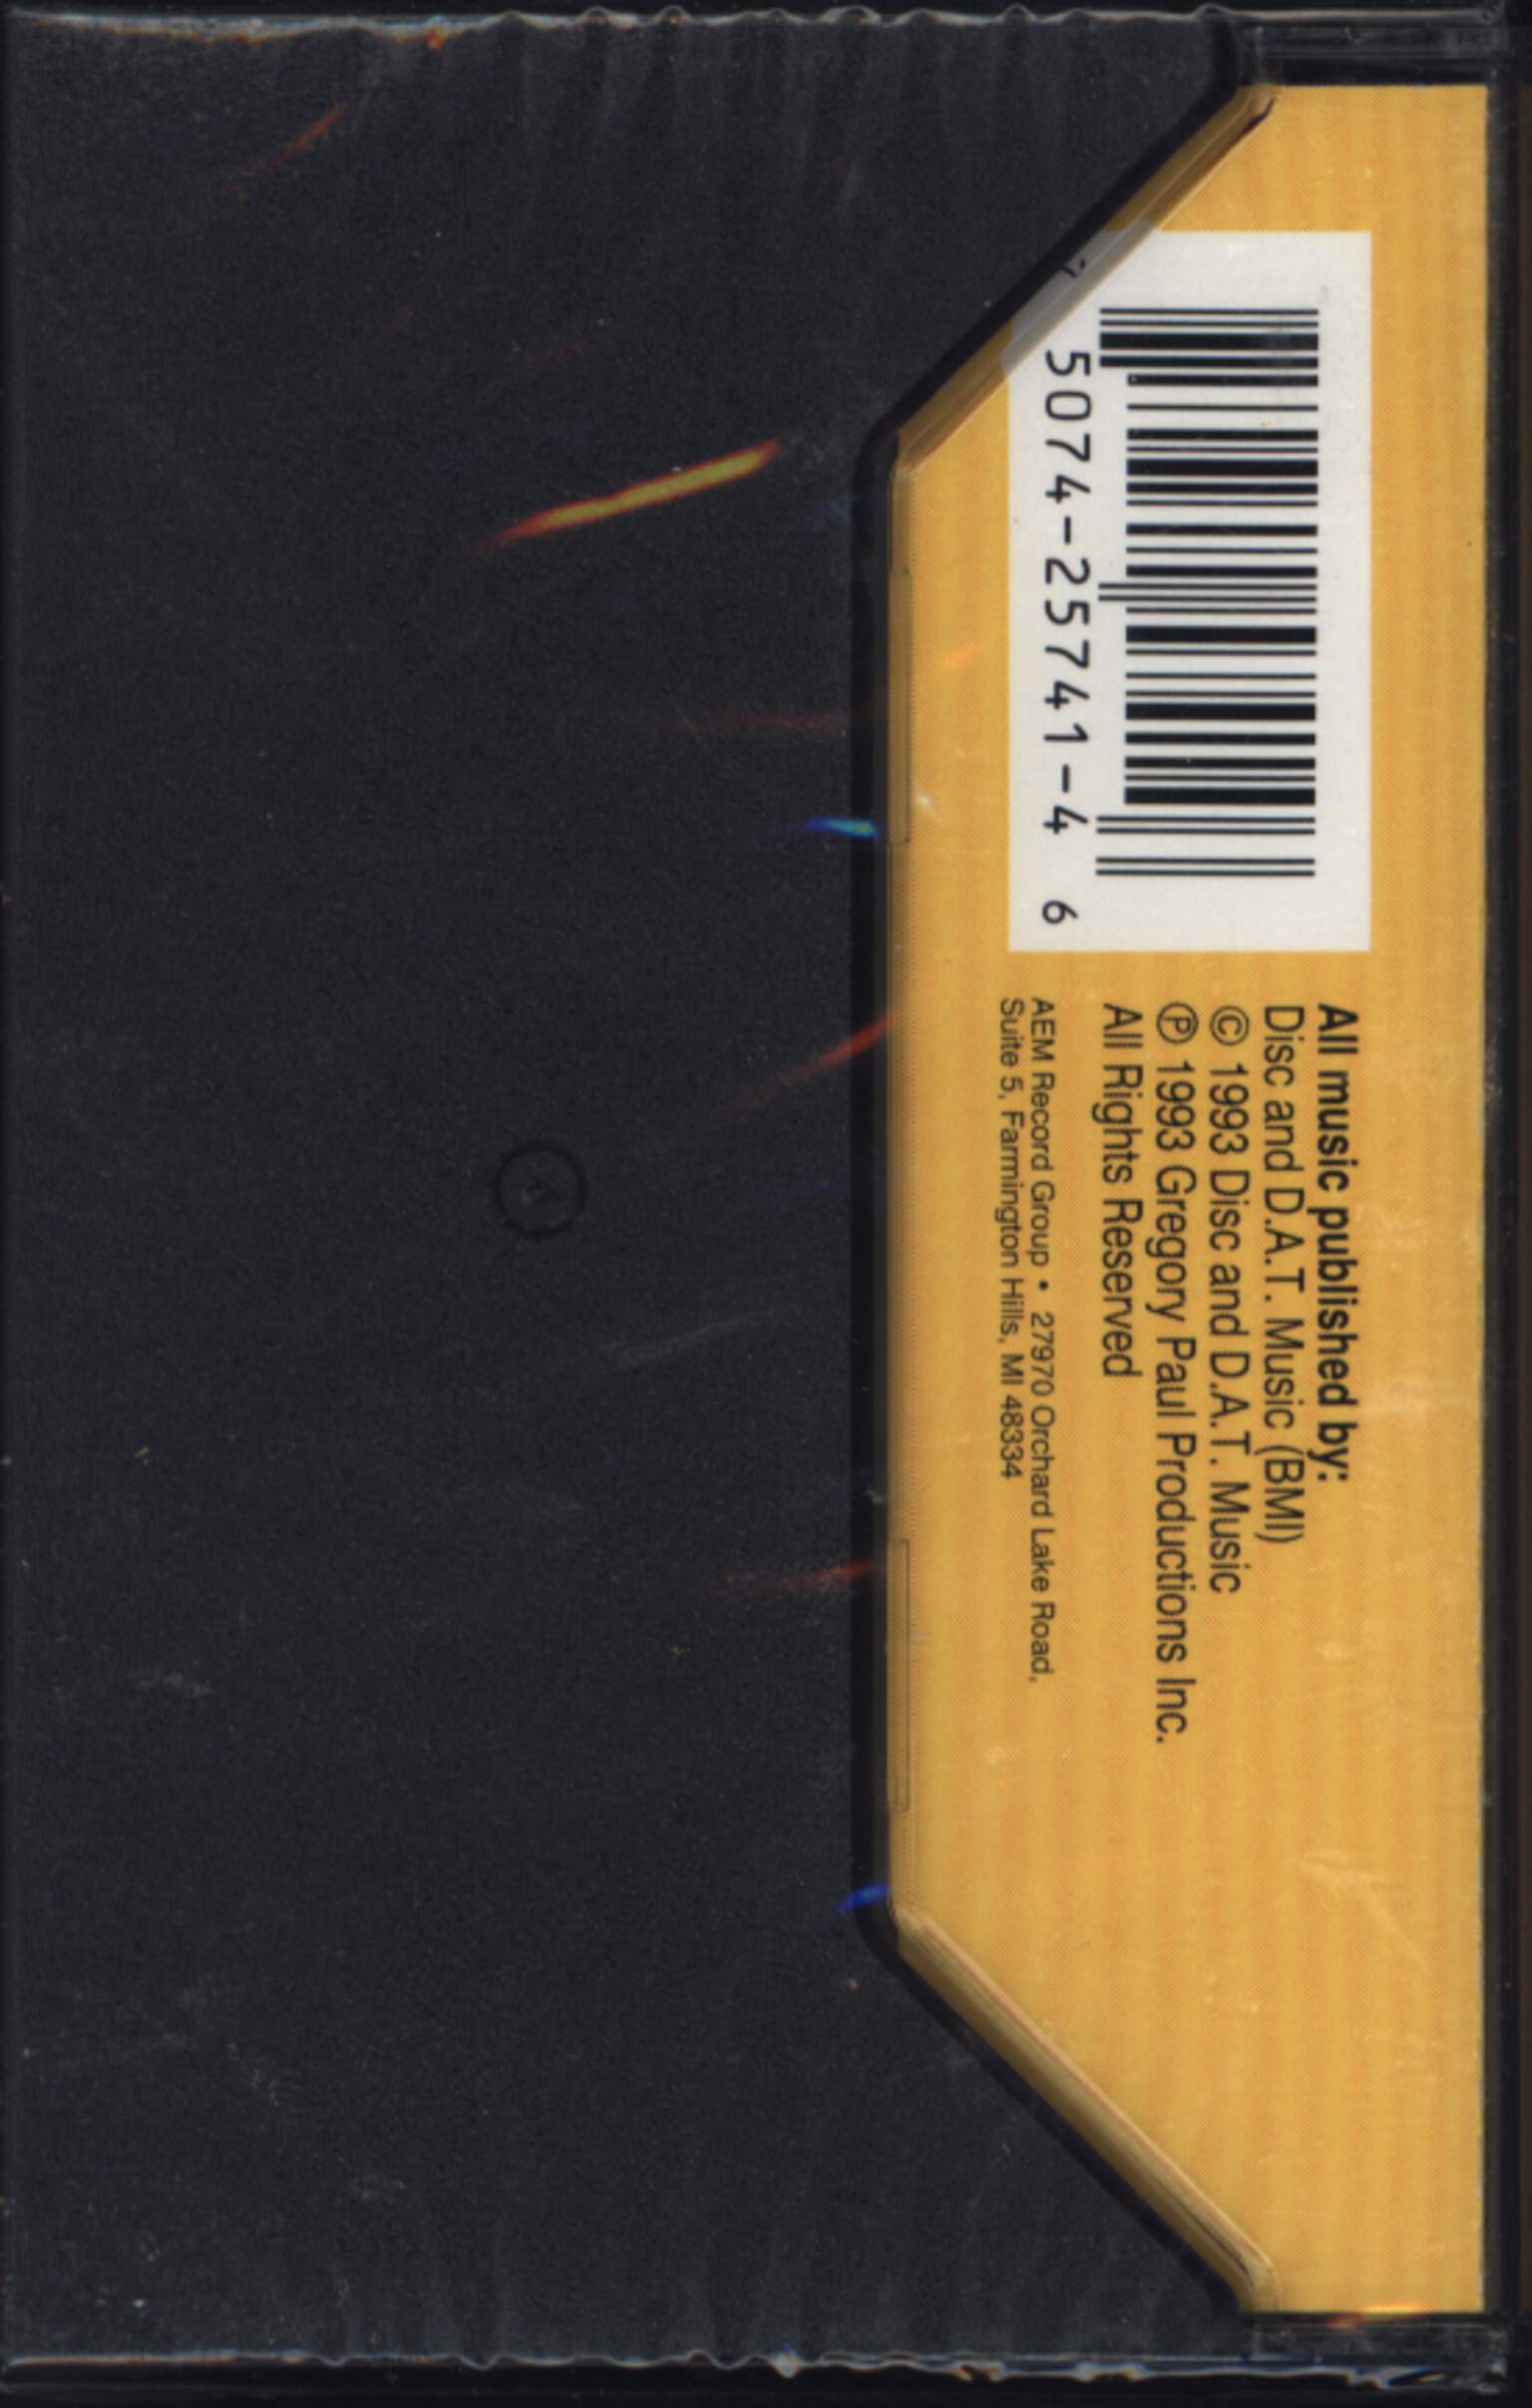 5074-25741-4 6
All music published by:
Disc and D.A.T. Music (BMI)
© 1993 Disc and D.A.T. Music
℗ 1993 Gregory Paul Productions Inc.
All Rights Reserved
AEM Record Group • 27970 Orchard Lake Road,
Suite 5, Farmington Hills, MI 48334